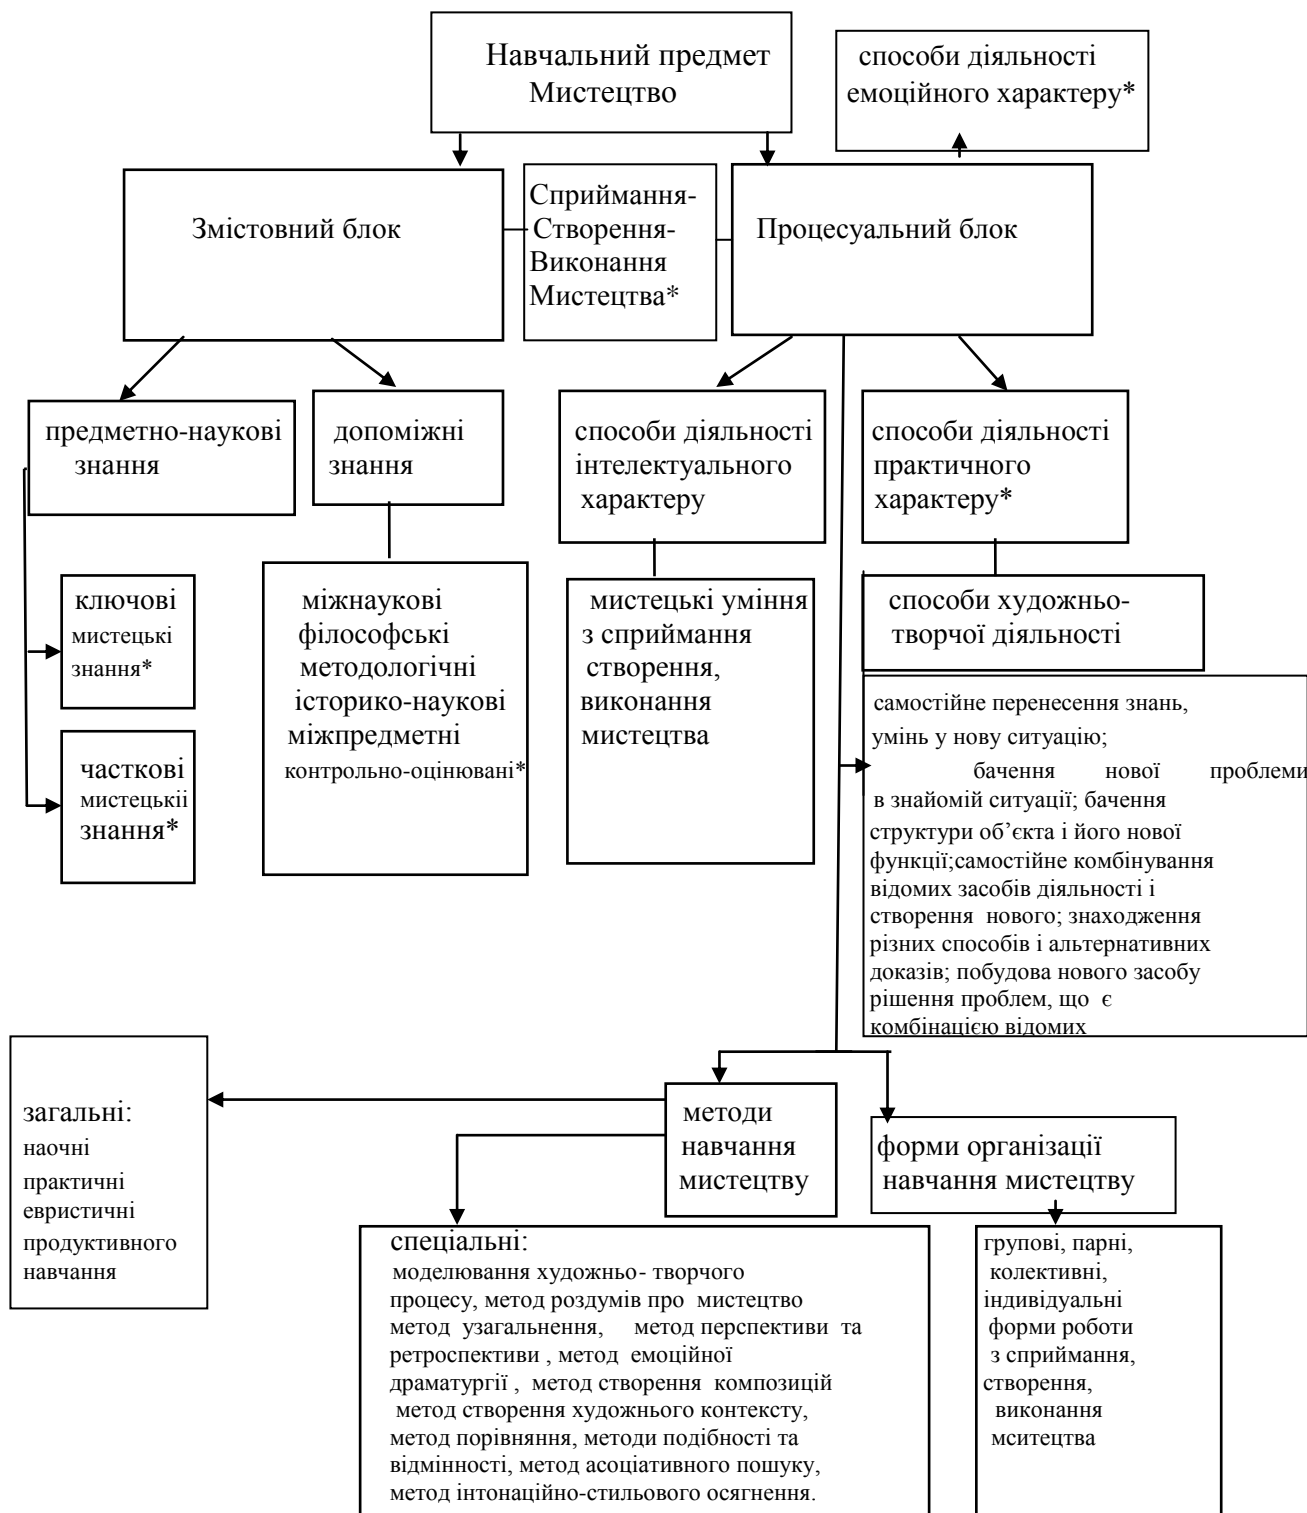 Навчальний предмет
Мистецтво
способи діяльності
емоційного характеру*
Змістовний блок
Сприймання-
Створення-
Виконання
Мистецтва*
Процесуальний блок
предметно-наукові
знання
допоміжні
знання
способи діяльності
інтелектуального
характеру
способи діяльності
практичного
характеру*
ключові
мистецькі
знання*
часткові
мистецькіі
знання*
міжнаукові
філософські
методологічні
історико-наукові
міжпредметні
контрольно-оцінювані*
мистецькі уміння
з сприймання
створення,
виконання
мистецтва
способи художньо-
творчої діяльності
самостійне перенесення знань,
умінь у нову ситуацію;
бачення нової проблеми
в знайомій ситуації; бачення
структури об’єкта і його нової
функції;самостійне комбінування
відомих засобів діяльності і
створення нового; знаходження
різних способів і альтернативних
доказів; побудова нового засобу
рішення проблем, що є
комбінацією відомих
загальні:
наочні
практичні
евристичні
продуктивного
навчання
методи
навчання
мистецтву
форми організації
навчання мистецтву
спеціальні:
моделювання художньо- творчого
процесу, метод роздумів про мистецтво
метод узагальнення, метод перспективи та
ретроспективи , метод емоційної
драматургії , метод створення композицій
метод створення художнього контексту,
метод порівняння, методи подібності та
відмінності, метод асоціативного пошуку,
метод інтонаційно-стильового осягнення.
групові, парні,
колективні,
індивідуальні
форми роботи
з сприймання,
створення,
виконання
мситецтва